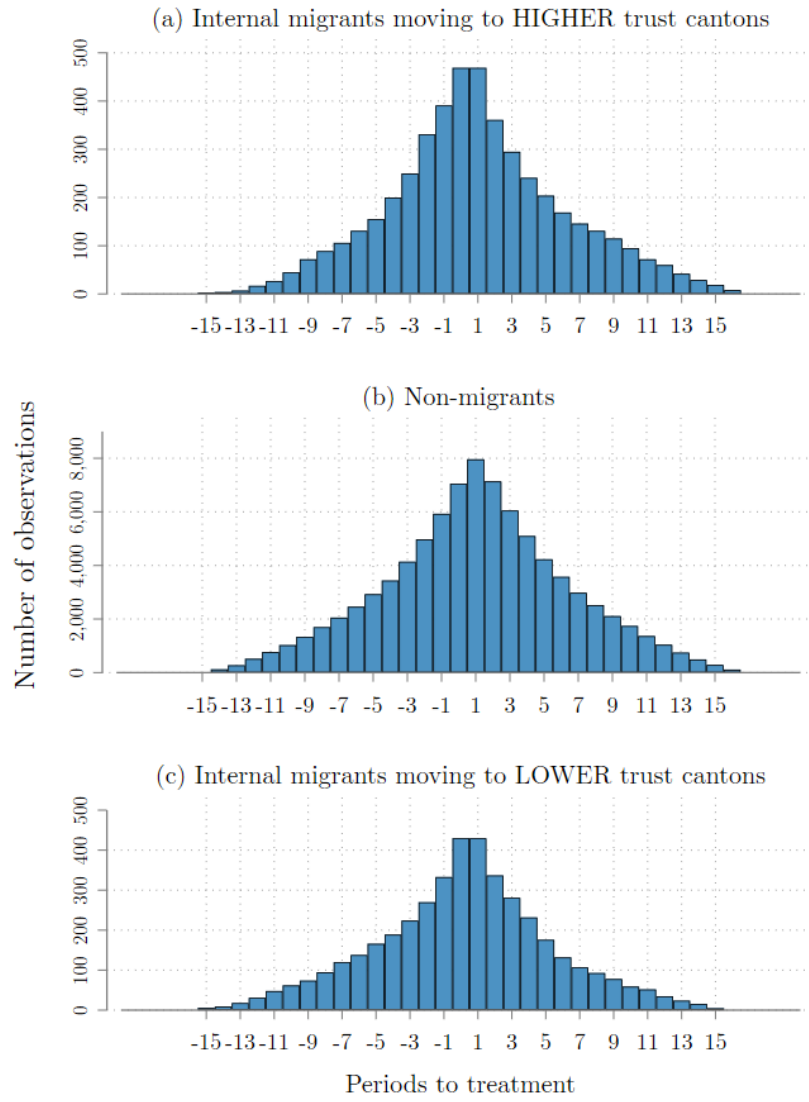 (a) Internal migrants moving to HIGHER trust cantons
500
400
300
200
100
0
-15 -13 -11 -9 -7 -5 -3 -1 1 3 5 7 9 11 13 15
(b) Non-migrants
Number of observations
8,000
6,000
4,000
2,000
0
-15 -13 -11 -9 -7 -5 -3 -1 1 3 5 7 9 11 13 15
(c) Internal migrants moving to LOWER trust cantons
500
400
300
200
100
0
-15 -13 -11 -9 -7 -5 -3 -1 1 3 5 7 9 11 13 15
Periods to treatment